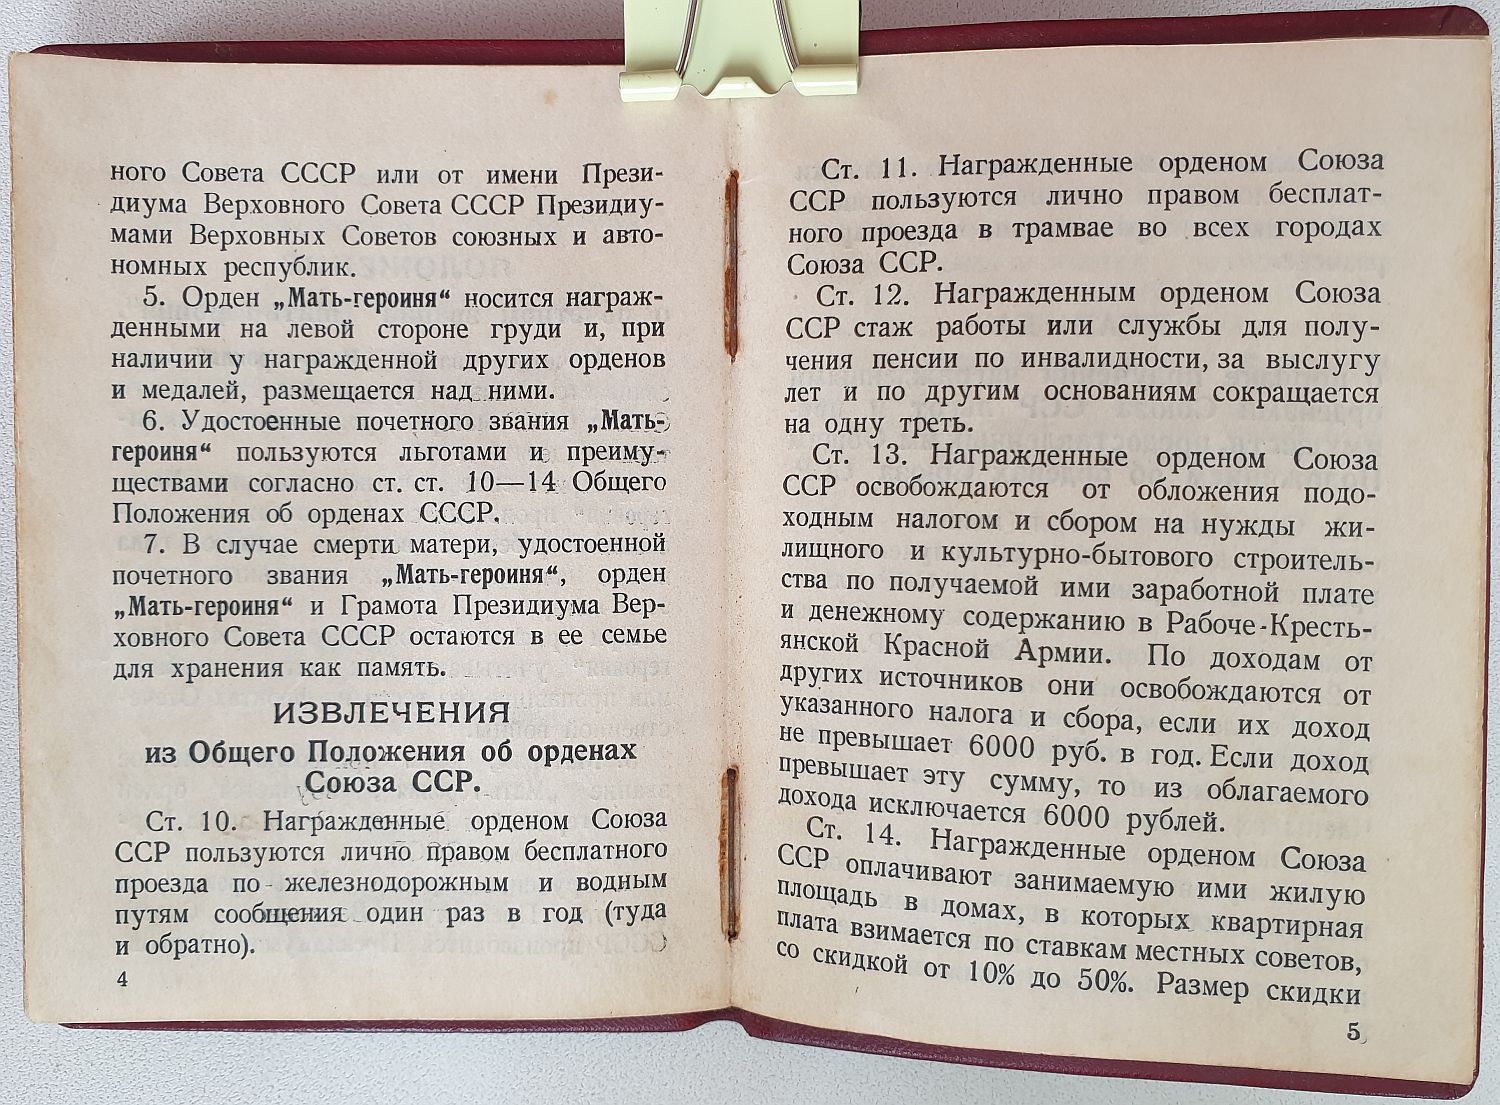 ного Совета СССР или от имени Прези-
диума Верховного Совета СССР Президиу-
мами Верховных Советов союзных и авто-
номных республик.
5. Орден „Мать-героиня“ носится награж-
денными на левой стороне груди и, при
наличии у награжденной других орденов
и медалей, размещается над ними.
6. Удостоенные почетного звания „Мать-
героиня“ пользуются льготами и преиму-
ществами согласно ст. ст. 10—14 Общего
Положения об орденах СССР.
7. В случае смерти матери, удостоенной
почетного звания „Мать-героиня“, орден
„Мать-героиня“ и Грамота Президиума Вер-
ховного Совета СССР остаются в ее семье
для хранения как память.
ИЗВЛЕЧЕНИЯ
из Общего Положения об орденах
Союза ССР.
Ст. 10. Награжденные орденом Союза
ССР пользуются лично правом бесплатного
проезда по железнодорожным и водным
путям сообщения один раз в год (туда
и обратно).
4
Ст. 11. Награжденные орденом Союза
ССР пользуются лично правом бесплат-
ного проезда в трамвае во всех городах
Союза ССР.
Ст. 12. Награжденным орденом Союза
ССР стаж работы или службы для полу-
чения пенсии по инвалидности, за выслугу
лет и по другим основаниям сокращается
на одну треть.
Ст. 13. Награжденные орденом Союза
ССР освобождаются от обложения подо-
ходным налогом и сбором на нужды жи-
лищного и культурно-бытового строитель-
ства по получаемой ими заработной плате
и денежному содержанию в Рабоче-Кресть-
янской Красной Армии. По доходам от
других источников они освобождаются от
указанного налога и сбора, если их доход
не превышает 6000 руб. в год. Если доход
превышает эту сумму, то из облагаемого
дохода исключается 6000 рублей.
Ст. 14. Награжденные орденом Союза
ССР оплачивают занимаемую ими жилую
площадь в домах, в которых квартирная
плата взимается по ставкам местных советов,
со скидкой от 10% до 50%. Размер скидки
5